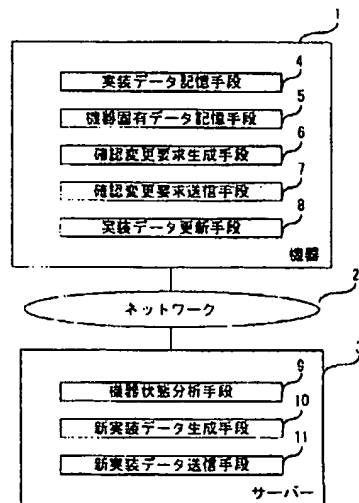 1
4
実装データ記憶手段
5
機器固有データ記憶手段
6
確認変更要求生成手段
7
確認変更要求送信手段
8
実装データ更新手段
機器
2
ネットワーク
3
9
機器状態分析手段
10
新実装データ生成手段
11
新実装データ送信手段
サーバー